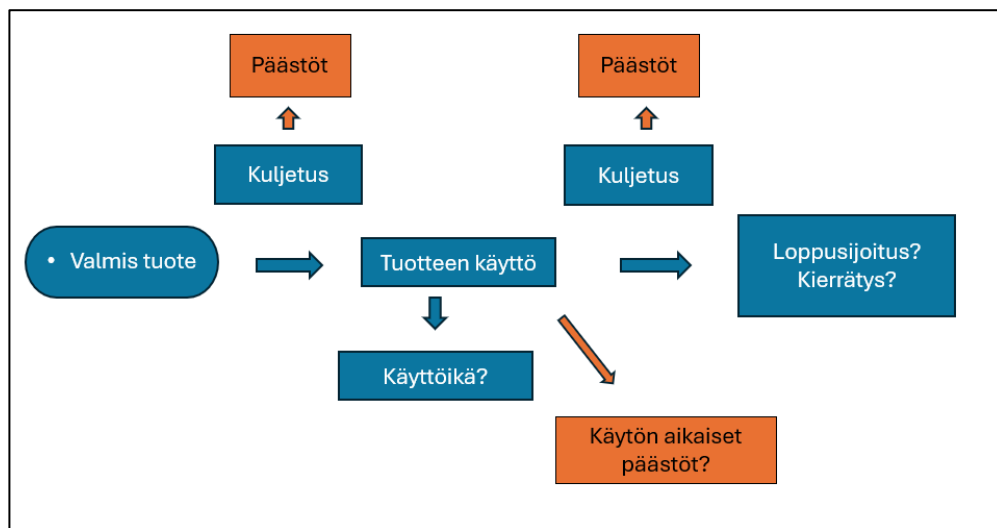 Päästöt
Päästöt
Kuljetus
Kuljetus
• Valmis tuote
Tuotteen käyttö
Loppusijoitus?
Kierrätys?
Käyttöikä?
Käytön aikaiset
päästöt?